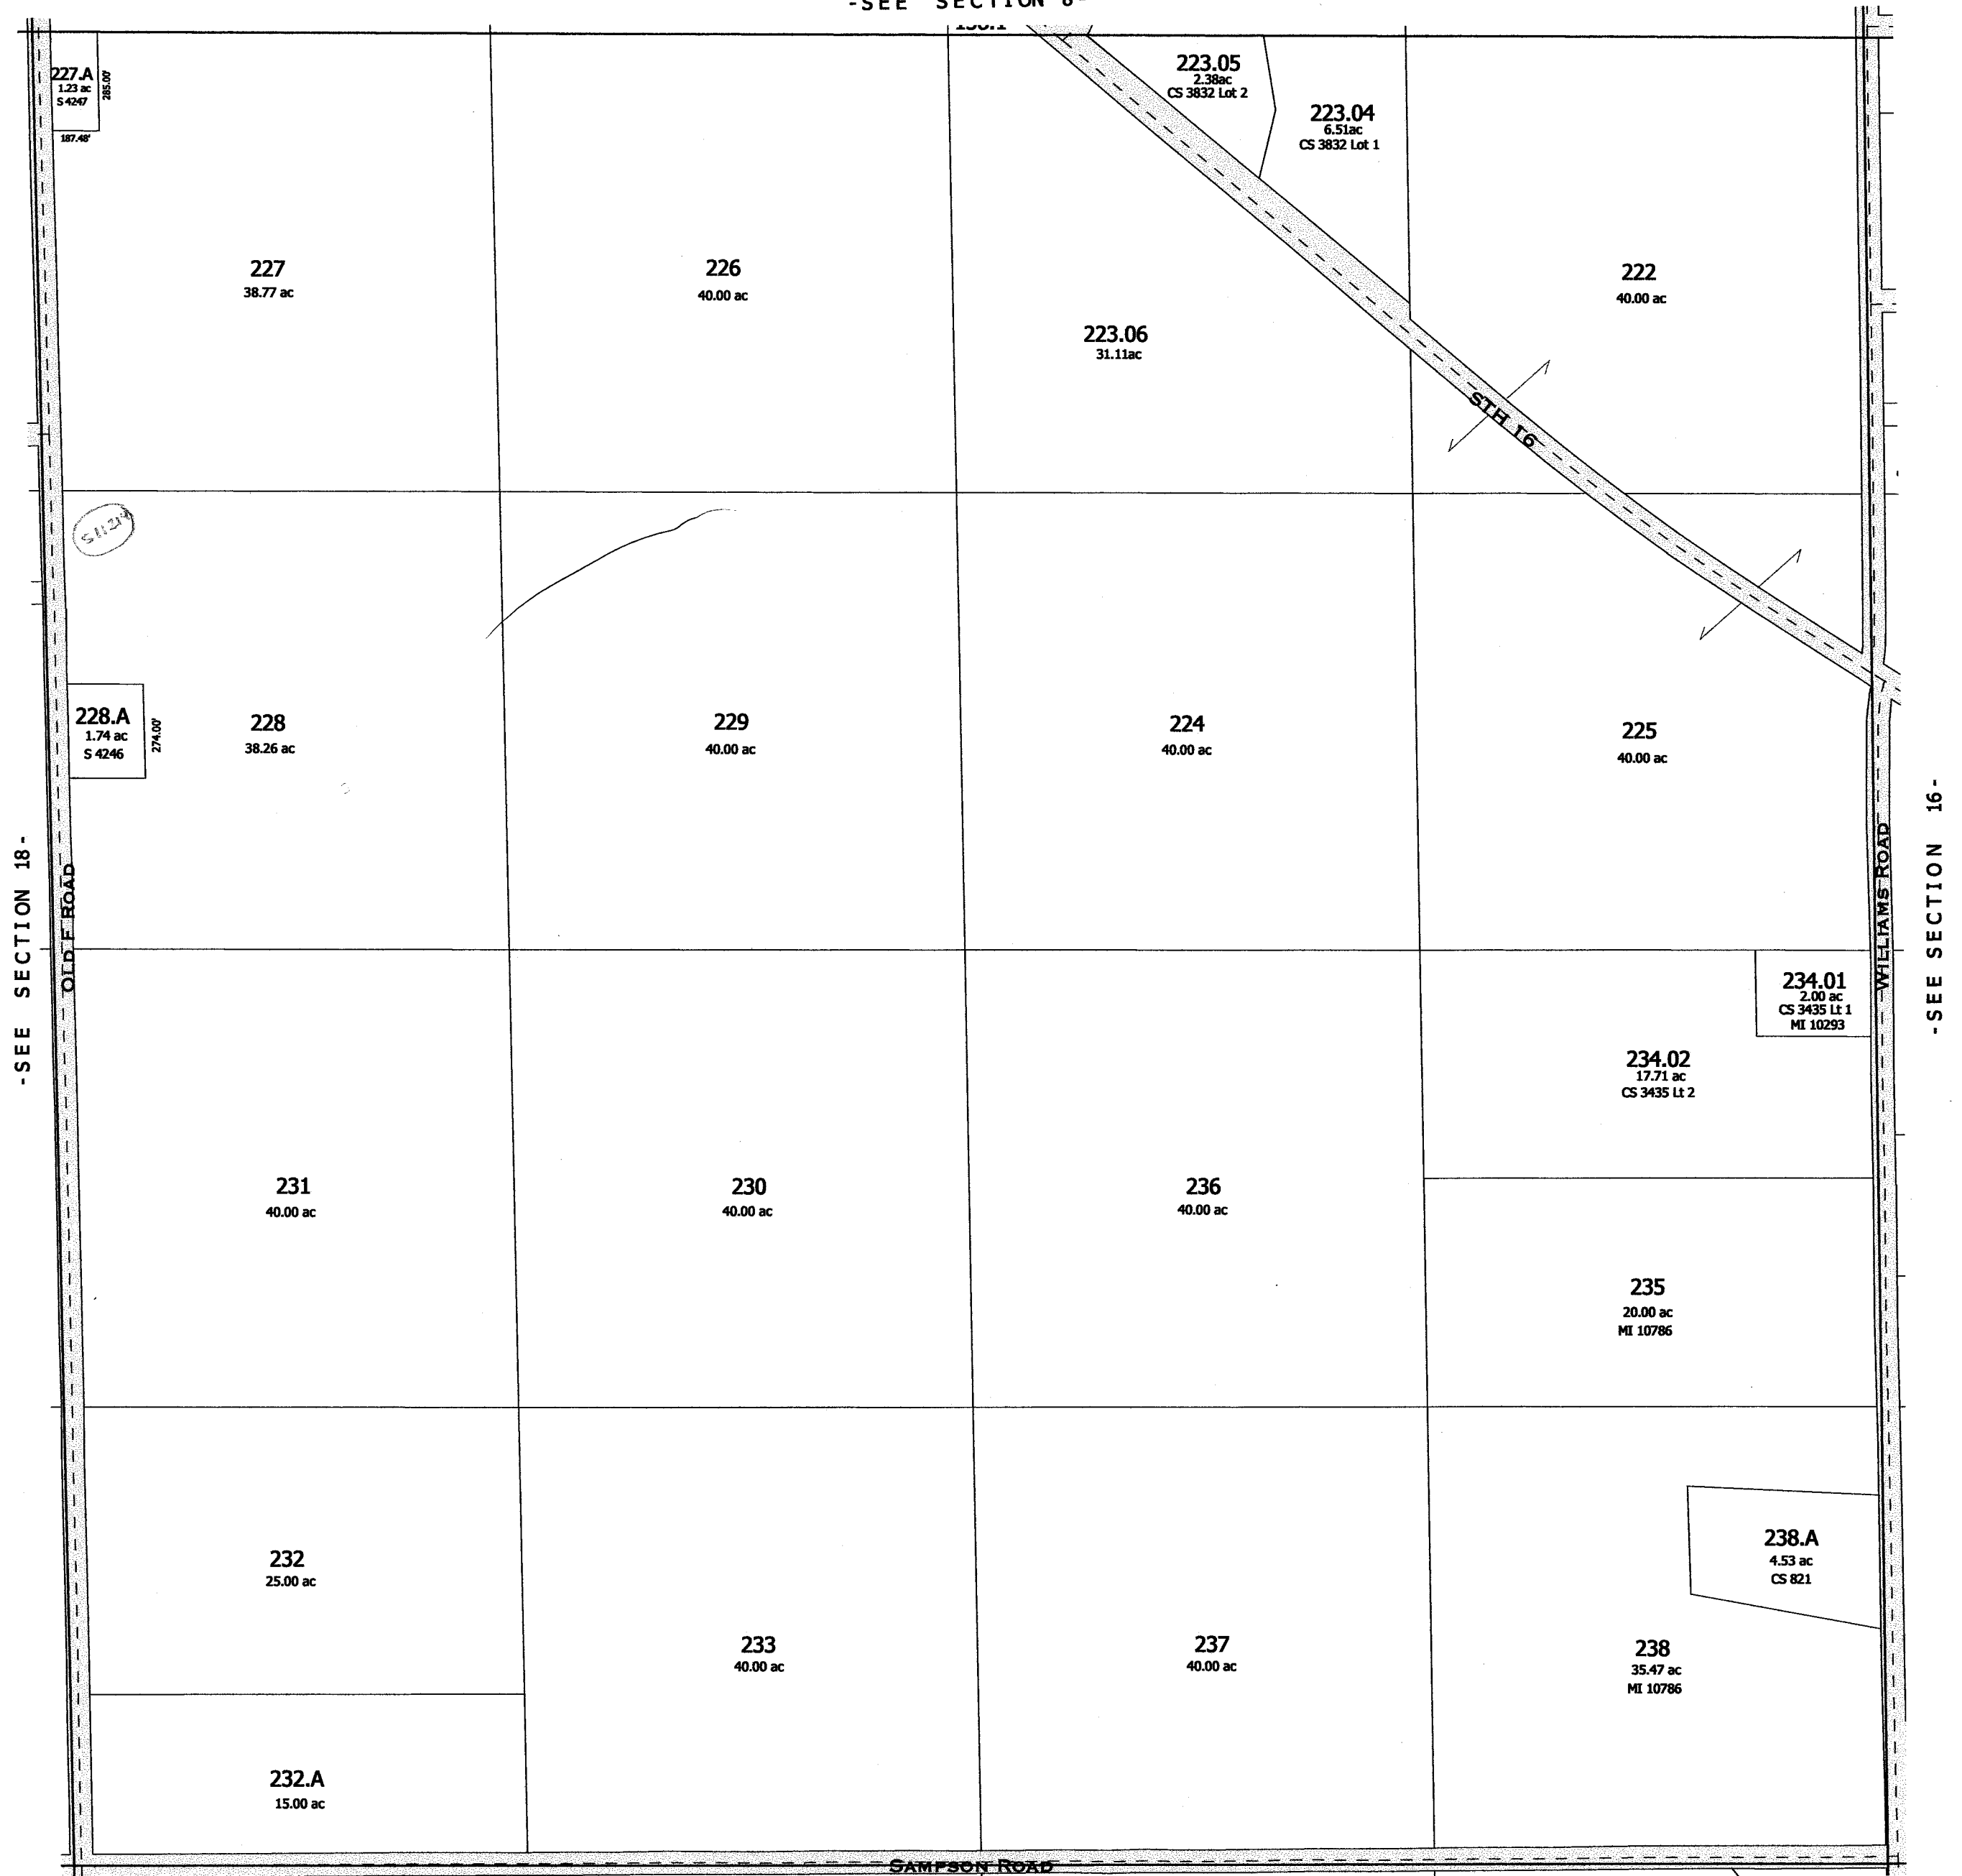 -SEE SECTION 8-
227.A
1.23 ac
S 4247
285.00'
187.48'
223.05
2.38ac
CS 3832 Lot 2
223.04
6.51ac
CS 3832 Lot 1
227
38.77 ac
226
40.00 ac
223.06
31.11ac
222
40.00 ac
STH 16
228.A
1.74 ac
S 4246
274.00'
228
38.26 ac
229
40.00 ac
224
40.00 ac
225
40.00 ac
-SEE SECTION 18-
OLD F ROAD
WILLIAMS ROAD
-SEE SECTION 16-
234.01
2.00 ac
CS 3435 Lt 1
MI 10293
234.02
17.71 ac
CS 3435 Lt 2
231
40.00 ac
230
40.00 ac
236
40.00 ac
235
20.00 ac
MI 10786
232
25.00 ac
238.A
4.53 ac
CS 821
233
40.00 ac
237
40.00 ac
238
35.47 ac
MI 10786
232.A
15.00 ac
SAMPSON ROAD